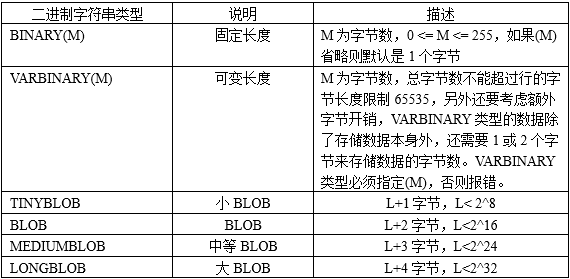 二进制字符串类型 说明 描述
BINARY(M) 固定长度 M 为字节数，0 <= M <= 255，如果(M)
省略则默认是 1 个字节
VARBINARY(M) 可变长度 M 为字节数，总字节数不能超过行的字
节长度限制 65535，另外还要考虑额外
字节开销，VARBINARY 类型的数据除
了存储数据本身外，还需要 1 或 2 个字
节来存储数据的字节数。VARBINARY
类型必须指定(M)，否则报错。
TINYBLOB 小 BLOB L+1 字节，L< 2^8
BLOB BLOB L+2 字节，L<2^16
MEDIUMBLOB 中等 BLOB L+3 字节，L<2^24
LONGBLOB 大 BLOB L+4 字节，L<2^32